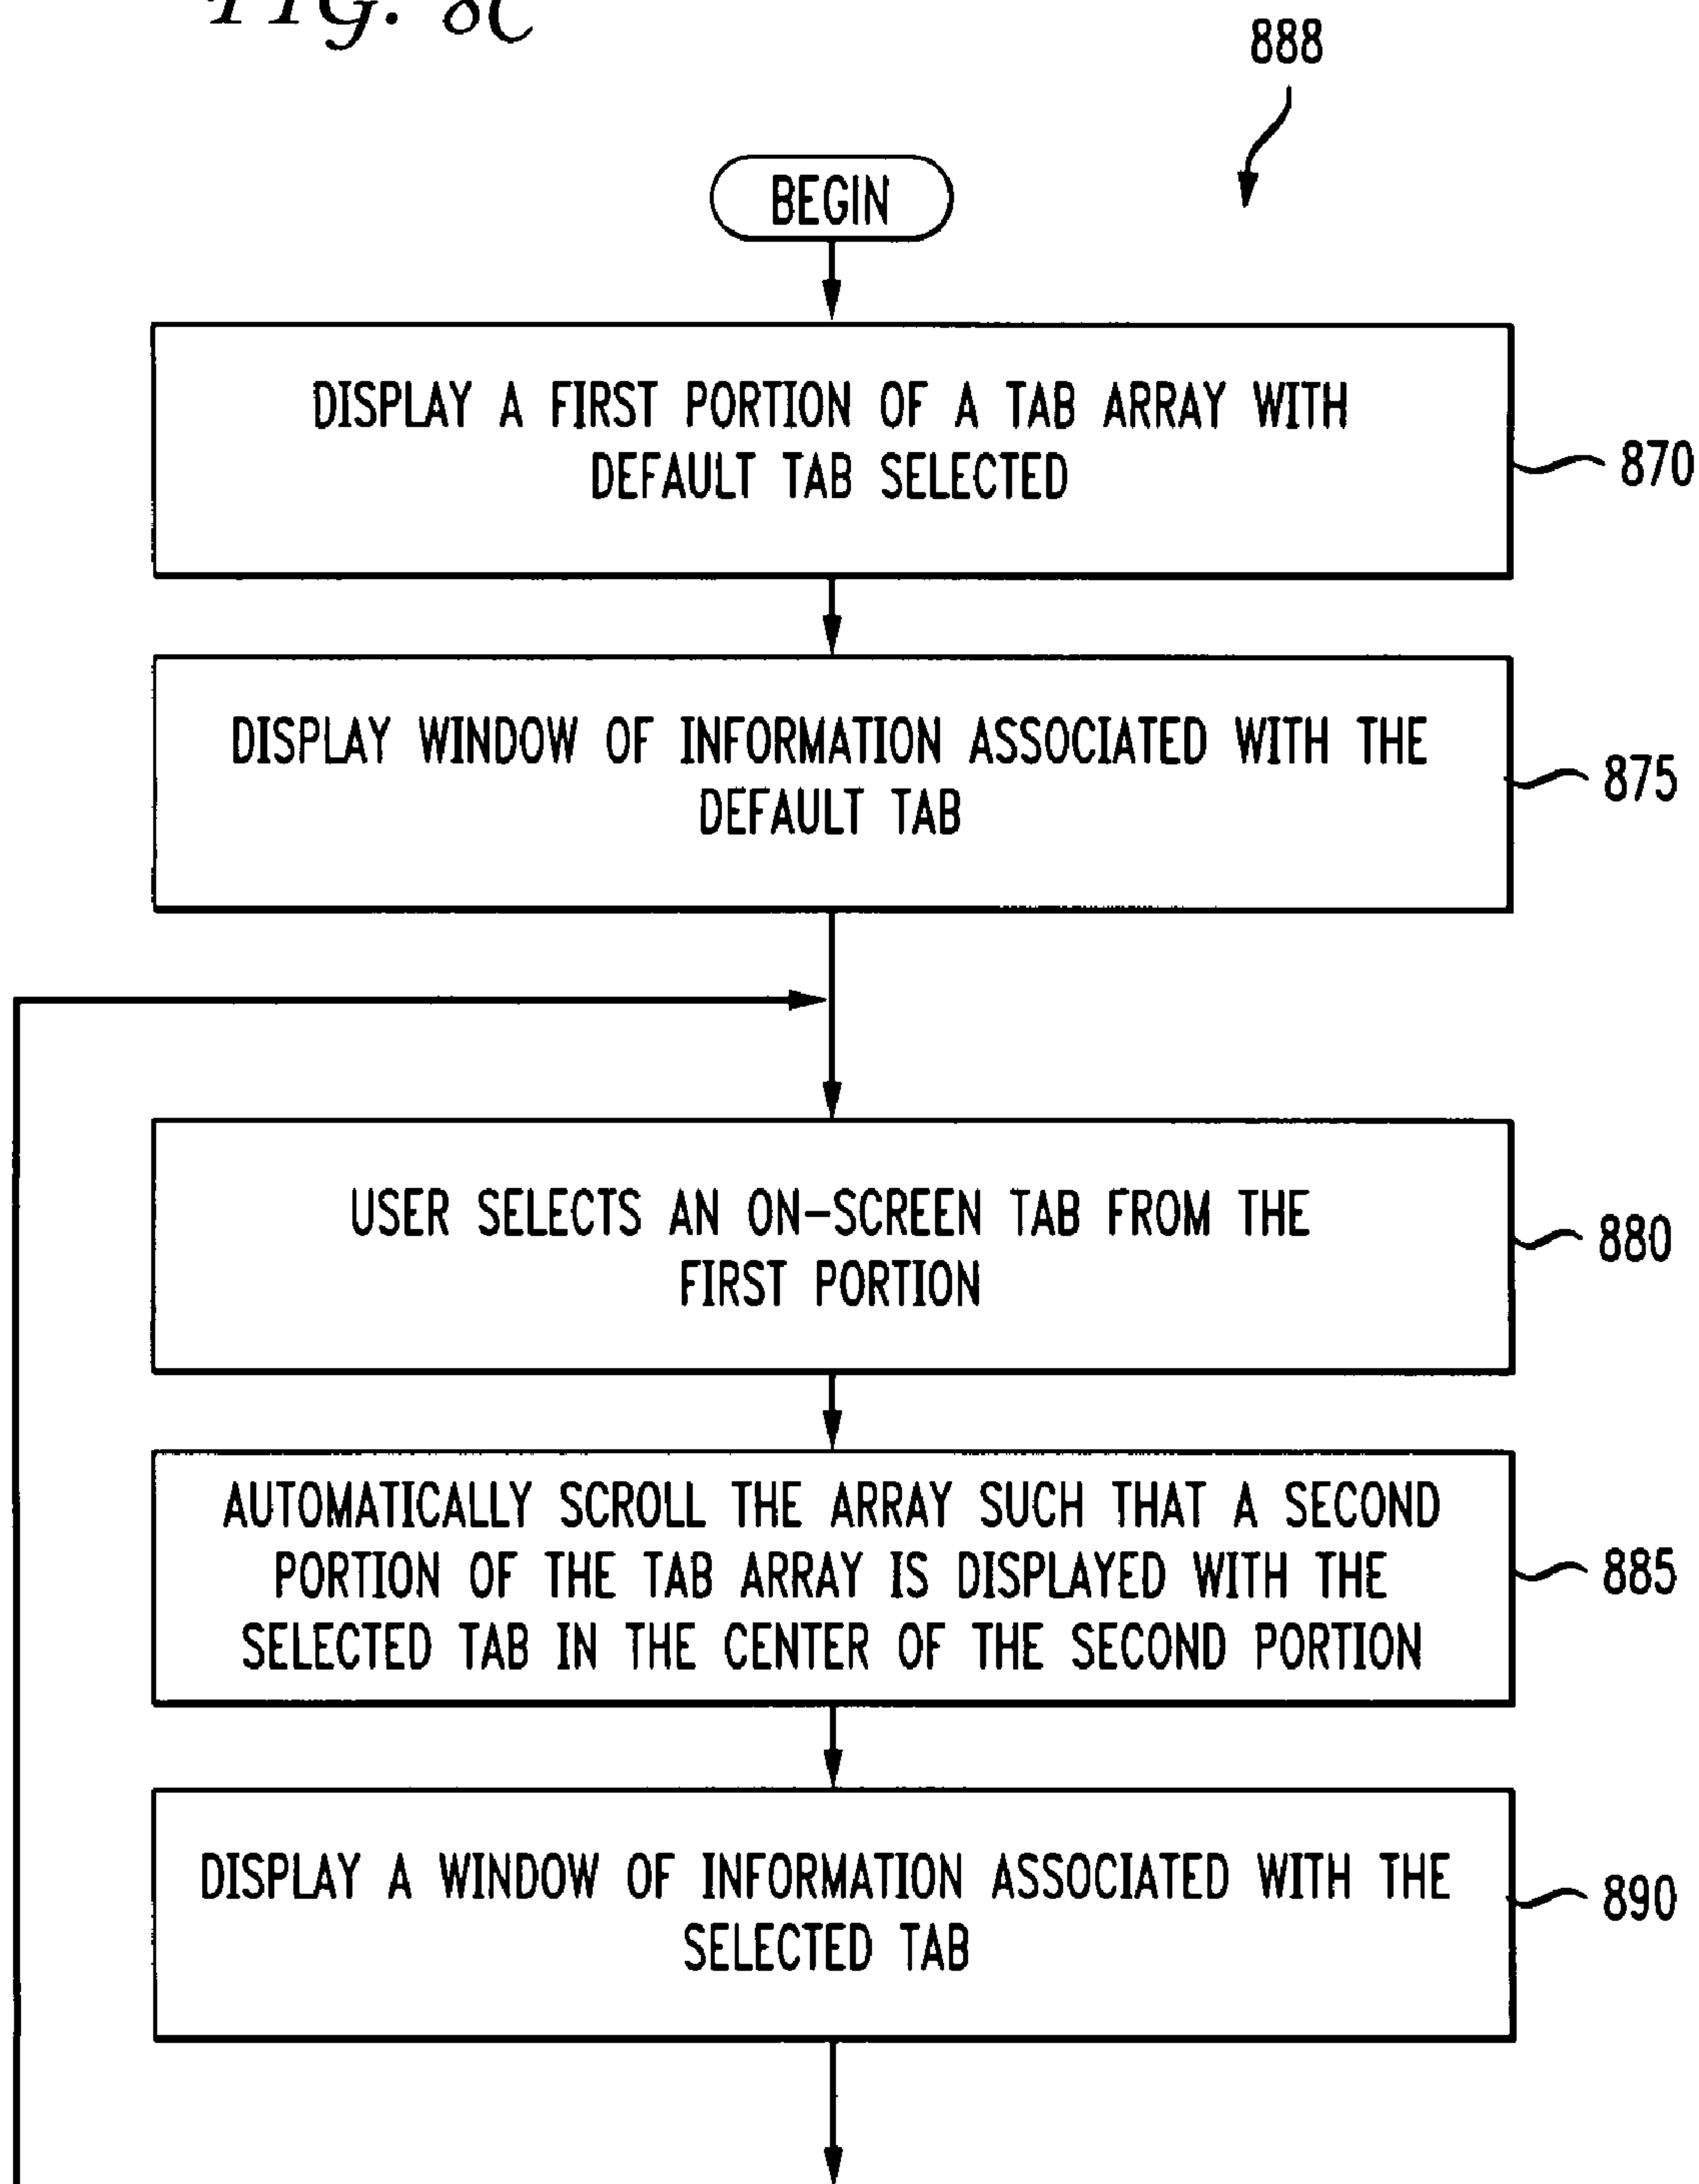 FIG. 8C
888
BEGIN
DISPLAY A FIRST PORTION OF A TAB ARRAY WITH
DEFAULT TAB SELECTED
870
DISPLAY WINDOW OF INFORMATION ASSOCIATED WITH THE
DEFAULT TAB
875
USER SELECTS AN ON-SCREEN TAB FROM THE
FIRST PORTION
880
AUTOMATICALLY SCROLL THE ARRAY SUCH THAT A SECOND
PORTION OF THE TAB ARRAY IS DISPLAYED WITH THE
SELECTED TAB IN THE CENTER OF THE SECOND PORTION
885
DISPLAY A WINDOW OF INFORMATION ASSOCIATED WITH THE
SELECTED TAB
890